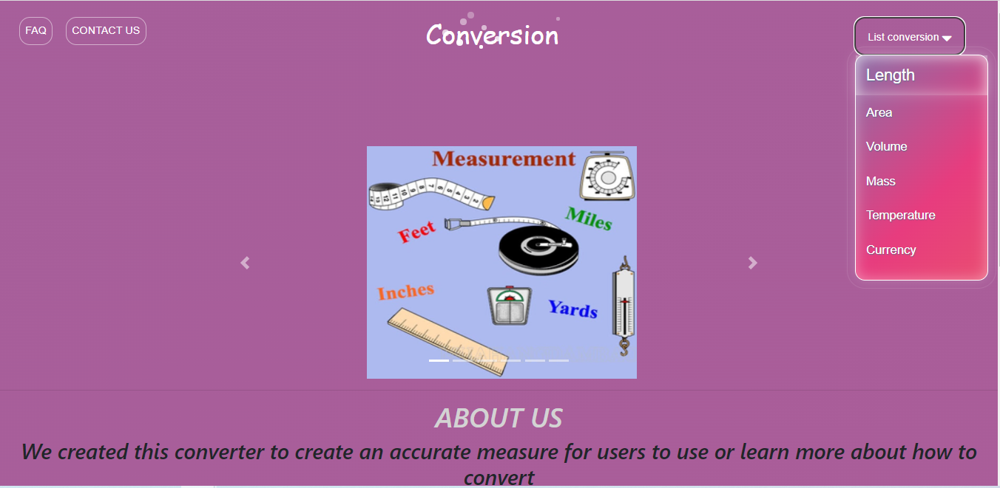 FAQ
CONTACT US
Conversion
List conversion
Length
Area
Volume
Mass
Temperature
Currency
Measurement
Feet
Miles
Inches
Yards
ABOUT US
We created this converter to create an accurate measure for users to use or learn more about how to
convert